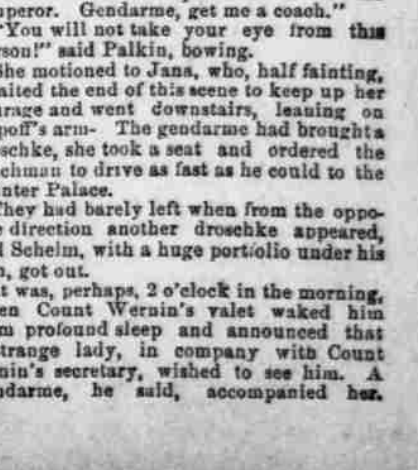 peror. Gendarme, get me a coach."
"You will not take your eye from this
son!" said Palkin, bowing.
She motioned to Jana, who, half fainting,
aited the end of this scene to keep up her
urage and went downstairs, leaning on
poff's arm- The gendarme had brought a
schke, she took a seat and ordered the
chman to drive as fast as he could to the
nter Palace.
They had barely left when from the oppo-
e direction another droschke appeared,
d Schelm, with a huge portfolio under his
m, got out.
t was, perhaps, 2 o'clock in the morning,
en Count Wernin's valet waked him
m profound sleep and announced that
trange lady, in company with Count
nin's secretary, wished to see him. A
ndarme, he said, accompanied her.